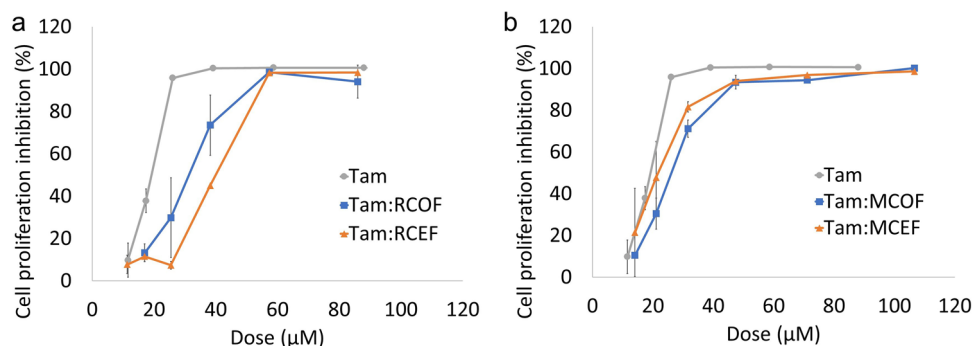 a
Cell proliferation inhibition (%)
120
100
80
60
40
20
0
Tam
Tam:RCOF
Tam:RCEF
0 20 40 60 80 100 120
Dose (µM)
b
Cell proliferation inhibition (%)
120
100
80
60
40
20
0
Tam
Tam:MCOF
Tam:MCEF
0 20 40 60 80 100 120
Dose (µM)